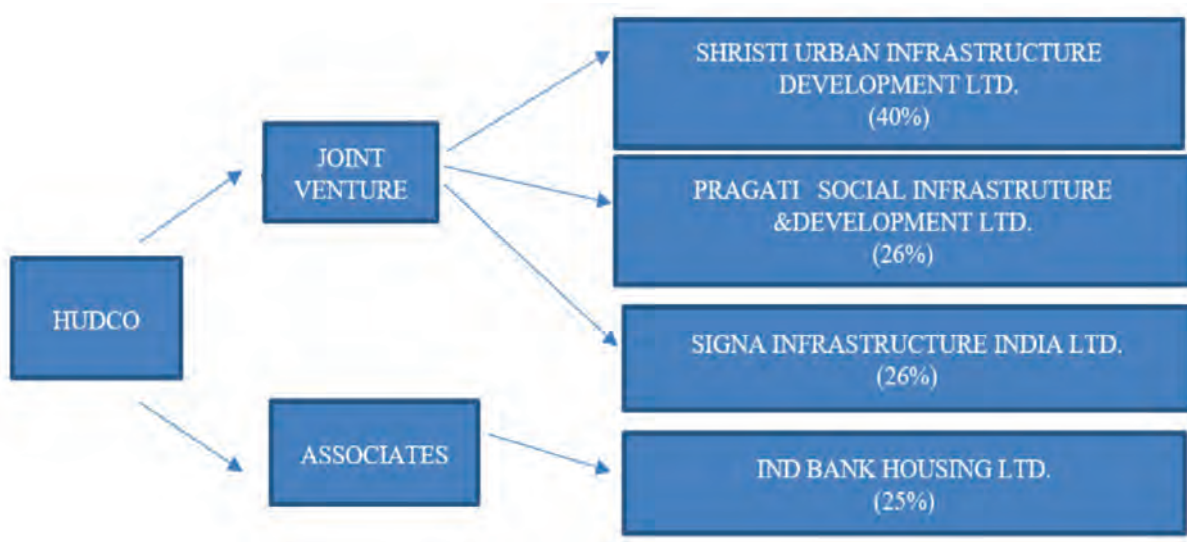 HUDCO
JOINT
VENTURE
ASSOCIATES
SHRISTI URBAN INFRASTRUCTURE
DEVELOPMENT LTD.
(40%)
PRAGATI SOCIAL INFRASTRUTURE
&DEVELOPMENT LTD.
(26%)
SIGNA INFRASTRUCTURE INDIA LTD.
(26%)
IND BANK HOUSING LTD.
(25%)